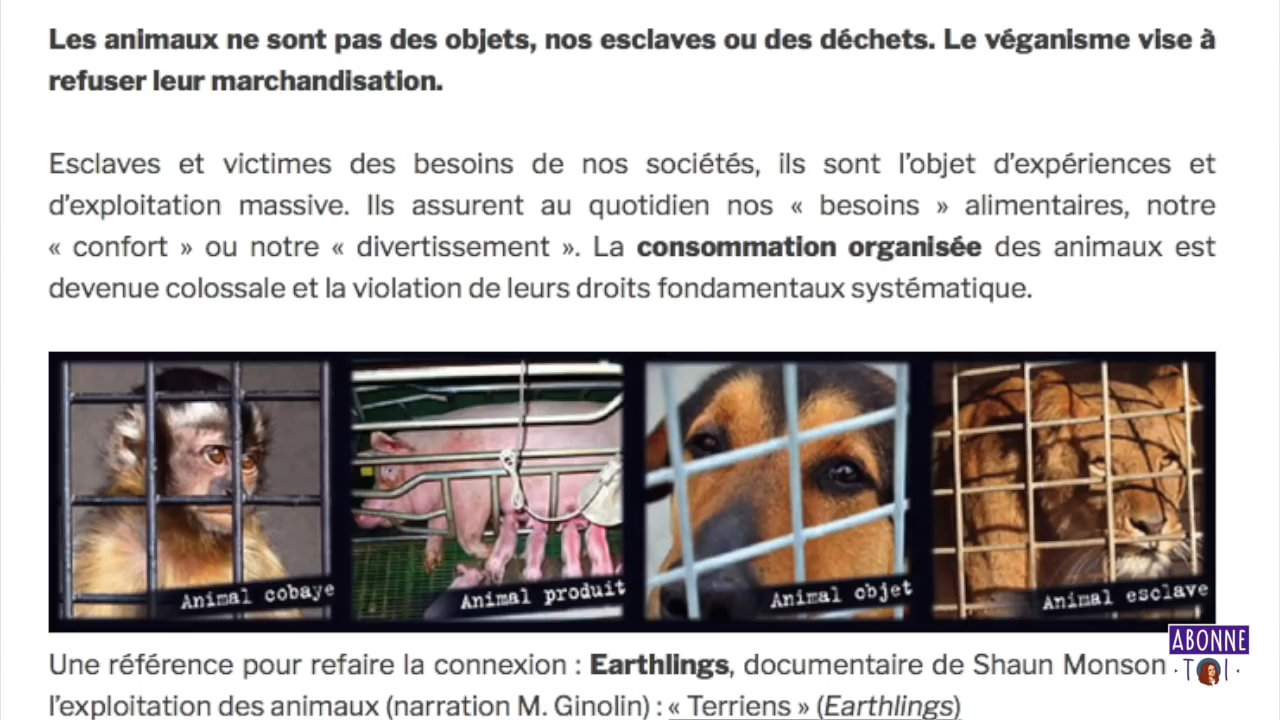 Les animaux ne sont pas des objets, nos esclaves ou des déchets. Le véganisme vise à
refuser leur marchandisation.
Esclaves et victimes des besoins de nos sociétés, ils sont l’objet d’expériences et
d’exploitation massive. Ils assurent au quotidien nos « besoins » alimentaires, notre
« confort » ou notre « divertissement ». La consommation organisée des animaux est
devenue colossale et la violation de leurs droits fondamentaux systématique.
Animal cobaye
Animal produit
Animal objet
Animal esclave
ABONNE
TOI
Une référence pour refaire la connexion : Earthlings, documentaire de Shaun Monson
l’exploitation des animaux (narration M. Ginolin) : « Terriens » (Earthlings)